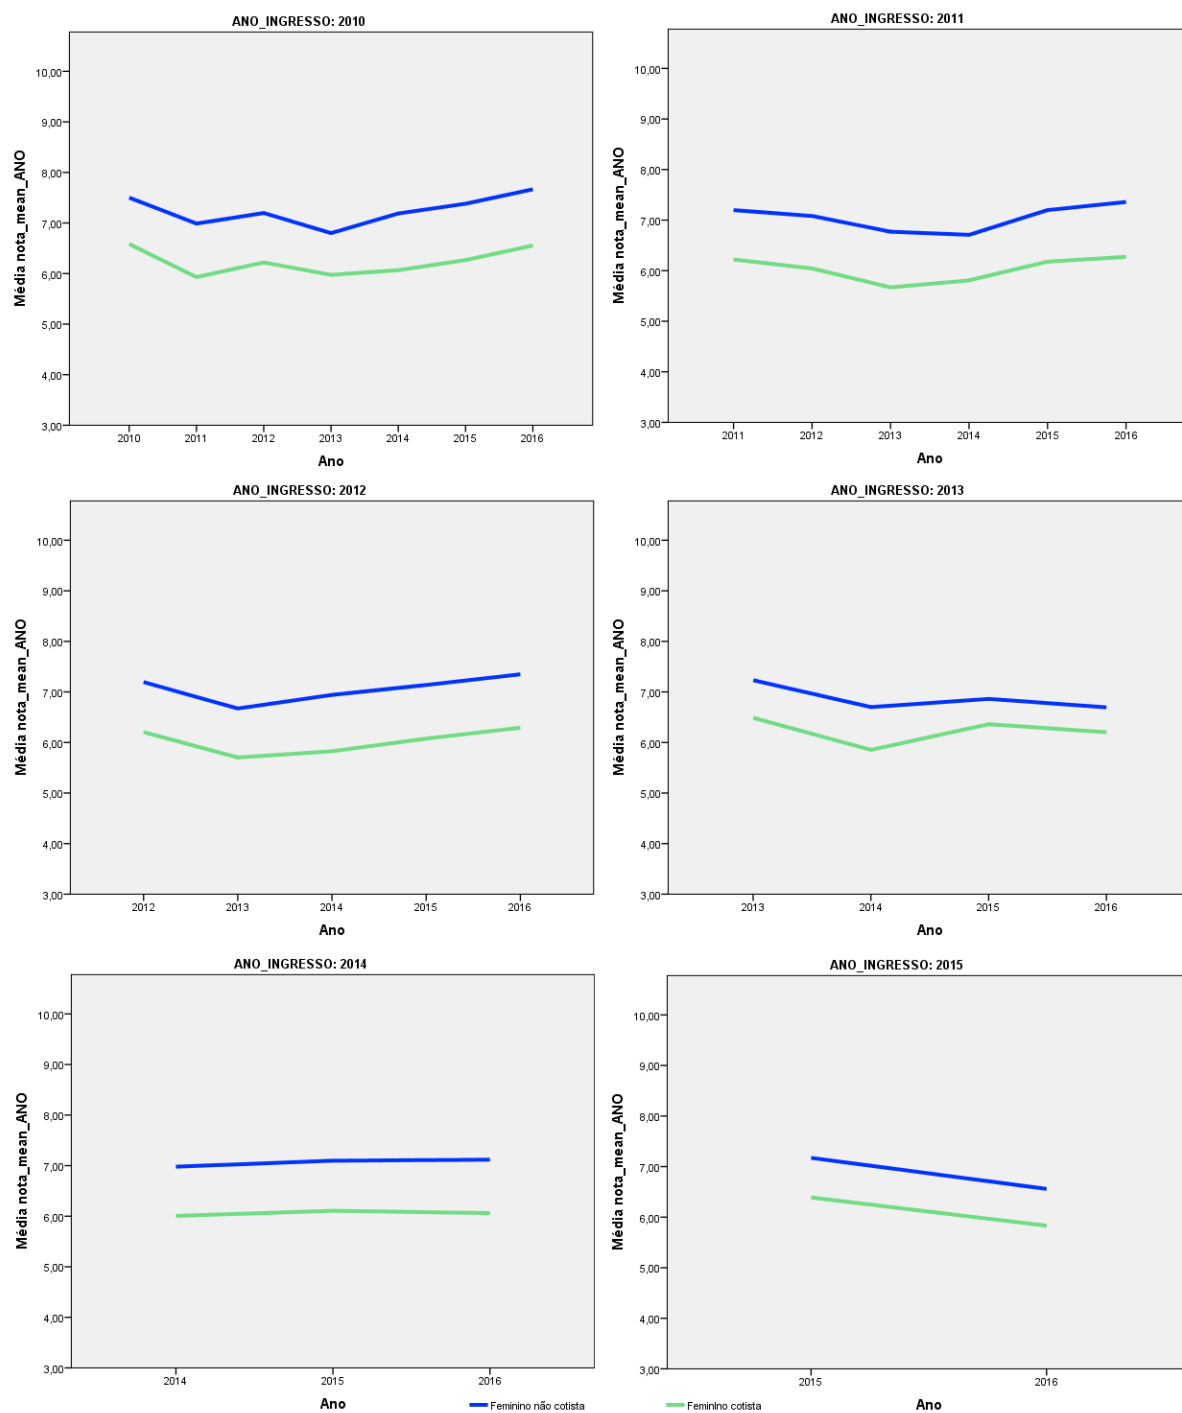 ANO_INGRESSO: 2010
Média nota_mean_ANO
10,00
9,00
8,00
7,00
6,00
5,00
4,00
3,00
2010 2011 2012 2013 2014 2015 2016
Ano
ANO_INGRESSO: 2011
Média nota_mean_ANO
10,00
9,00
8,00
7,00
6,00
5,00
4,00
3,00
2011 2012 2013 2014 2015 2016
Ano
ANO_INGRESSO: 2012
Média nota_mean_ANO
10,00
9,00
8,00
7,00
6,00
5,00
4,00
3,00
2012 2013 2014 2015 2016
Ano
ANO_INGRESSO: 2013
Média nota_mean_ANO
10,00
9,00
8,00
7,00
6,00
5,00
4,00
3,00
2013 2014 2015 2016
Ano
ANO_INGRESSO: 2014
Média nota_mean_ANO
10,00
9,00
8,00
7,00
6,00
5,00
4,00
3,00
2014 2015 2016
Ano
ANO_INGRESSO: 2015
Média nota_mean_ANO
10,00
9,00
8,00
7,00
6,00
5,00
4,00
3,00
2015 2016
Ano
Feminino não cotista
FeminIno cotista